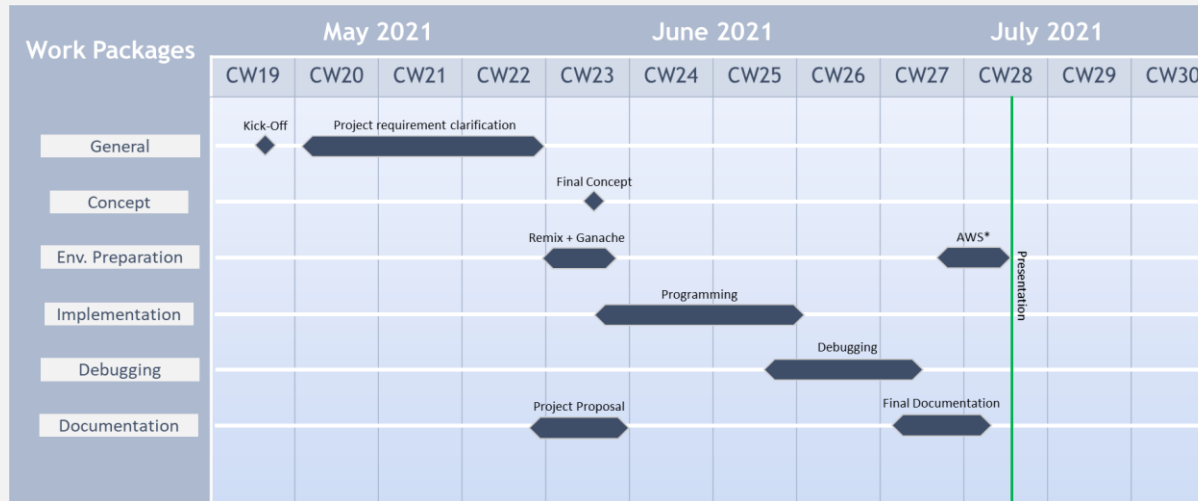 Work Packages
May 2021 June 2021 July 2021
CW19 CW20 CW21 CW22 CW23 CW24 CW25 CW26 CW27 CW28 CW29 CW30
General
Kick-Off Project requirement clarification
Concept
Final Concept
Env. Preparation
Remix + Ganache AWS*
Presentation
Implementation
Programming
Debugging
Debugging
Documentation
Project Proposal Final Documentation